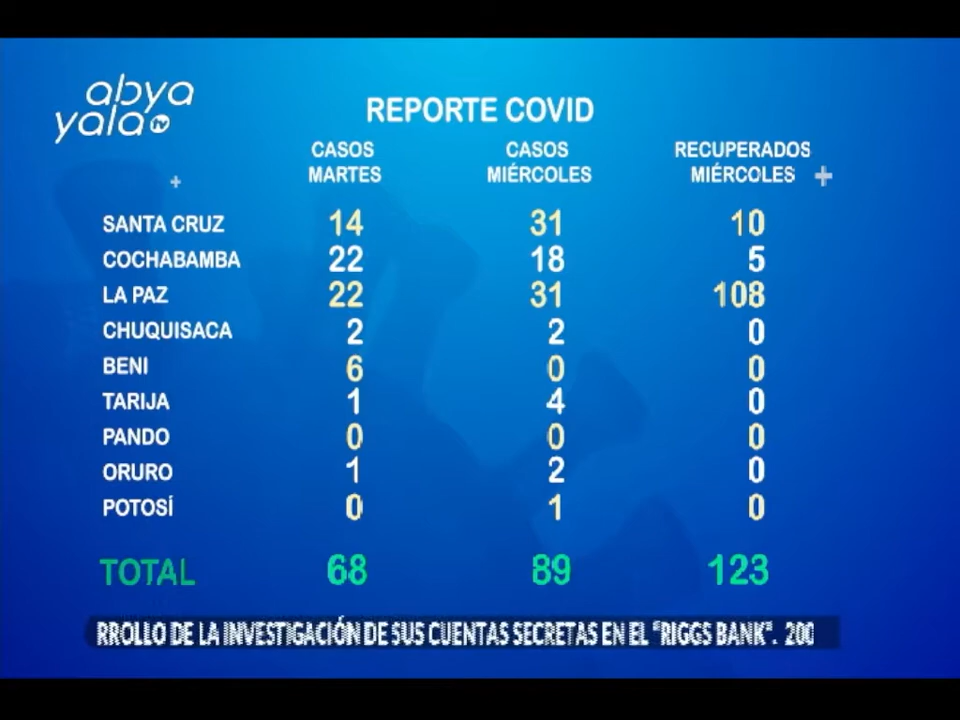 abya
yala tv
REPORTE COVID
CASOS MARTES CASOS MIÉRCOLES RECUPERADOS MIÉRCOLES
SANTA CRUZ 14 31 10
COCHABAMBA 22 18 5
LA PAZ 22 31 108
CHUQUISACA 2 2 0
BENI 6 0 0
TARIJA 1 4 0
PANDO 0 0 0
ORURO 1 2 0
POTOSÍ 0 1 0
TOTAL 68 89 123
RROLLO DE LA INVESTIGACIÓN DE SUS CUENTAS SECRETAS EN EL "RIGGS BANK". 200